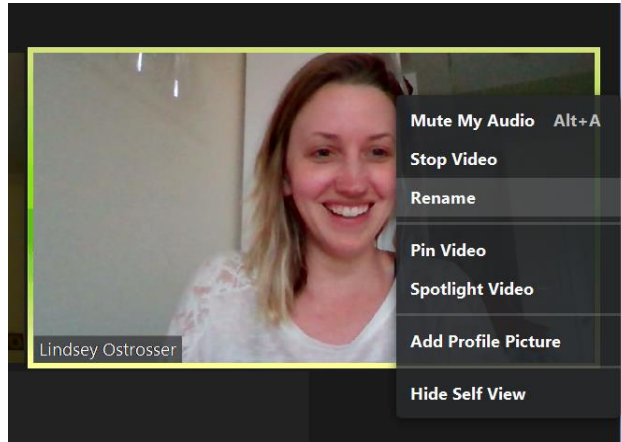 Mute My Audio Alt+A
Stop Video
Rename
Pin Video
Spotlight Video
Add Profile Picture
Hide Self View
Lindsey Ostrosser